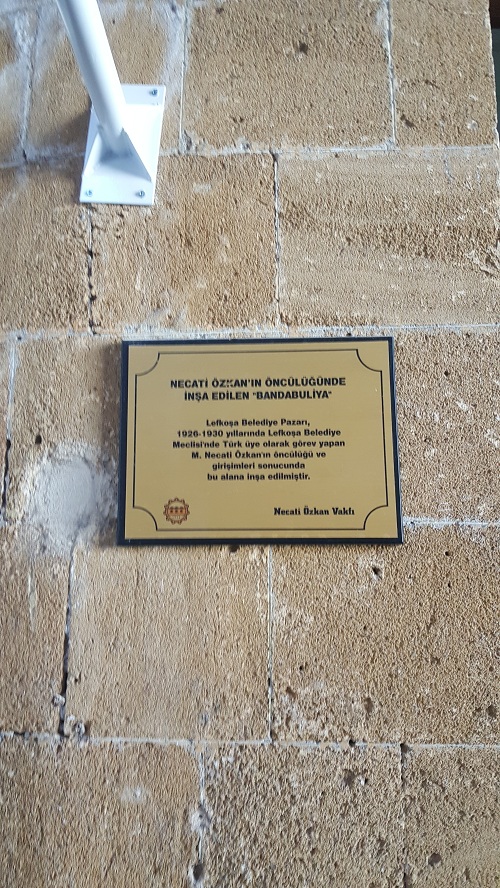 NECATİ ÖZKAN'IN ÖNCÜLÜĞÜNDE
İNŞA EDİLEN "BANDABULİYA"
Lefkoşa Belediye Pazarı,
1926-1930 yıllarında Lefkoşa Belediye
Meclisi'nde Türk üye olarak görev yapan
M. Necati Özkan'ın öncülüğü ve
girişimleri sonucunda
bu alana inşa edilmiştir.
Necati Özkan Vakfı